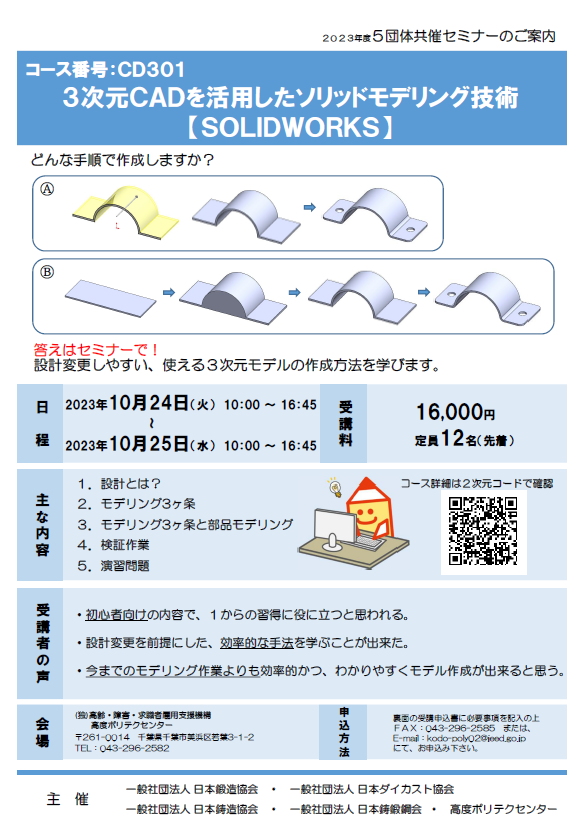 2023年度5団体共催セミナーのご案内
コース番号:CD301
3次元CADを活用したソリッドモデリング技術
【SOLIDWORKS】
どんな手順で作成しますか?
Ⓐ
Ⓑ
答えはセミナーで!
設計変更しやすい、使える3次元モデルの作成方法を学びます。
日程
2023年10月24日(火) 10:00 ~ 16:45
~
2023年10月25日(水) 10:00 ~ 16:45
受講料
16,000円
定員12名(先着)
主な内容
1.設計とは?
2.モデリング3ヶ条
3.モデリング3ヶ条と部品モデリング
4.検証作業
5.演習問題
コース詳細は2次元コードで確認
受講者の声
・初心者向けの内容で、1からの習得に役に立つと思われる。
・設計変更を前提にした、効率的な手法を学ぶことが出来た。
・今までのモデリング作業よりも効率的かつ、わかりやすくモデル作成が出来ると思う。
会場
(独)高齢・障害・求職者雇用支援機構
高度ポリテクセンター
〒261-0014 千葉県千葉市美浜区若葉3-1-2
TEL:043-296-2582
申込方法
裏面の受講申込書に必要事項を記入の上
FAX:043-296-2585 または、
E-mail:kodo-poly02@jeed.go.jp
にて、お申込み下さい。
主 催
一般社団法人 日本鍛造協会 ・ 一般社団法人 日本ダイカスト協会
一般社団法人 日本鋳造協会 ・ 一般社団法人 日本鋳鍛鋼会 ・ 高度ポリテクセンター